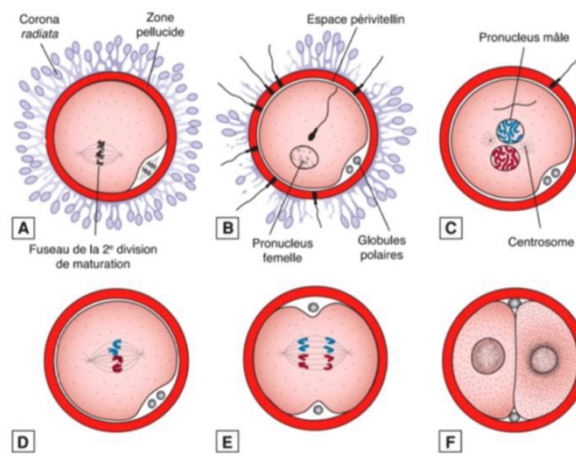 Corona
radiata
Zone
pellucide
Espace périvitellin
Pronucleus mâle
A
Fuseau de la 2e division
de maturation
B
Pronucleus
femelle
Globules
polaires
C
Centrosome
D
E
F